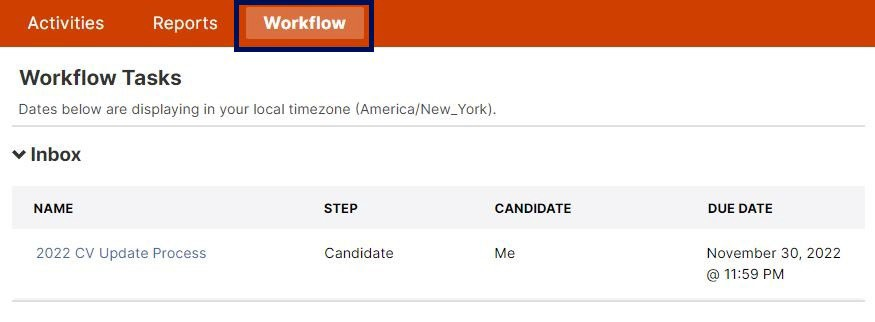 Activities Reports Workflow
Workflow Tasks
Dates below are displaying in your local timezone (America/New_York).
Inbox
NAME STEP CANDIDATE DUE DATE
2022 CV Update Process Candidate Me November 30, 2022
@ 11:59 PM